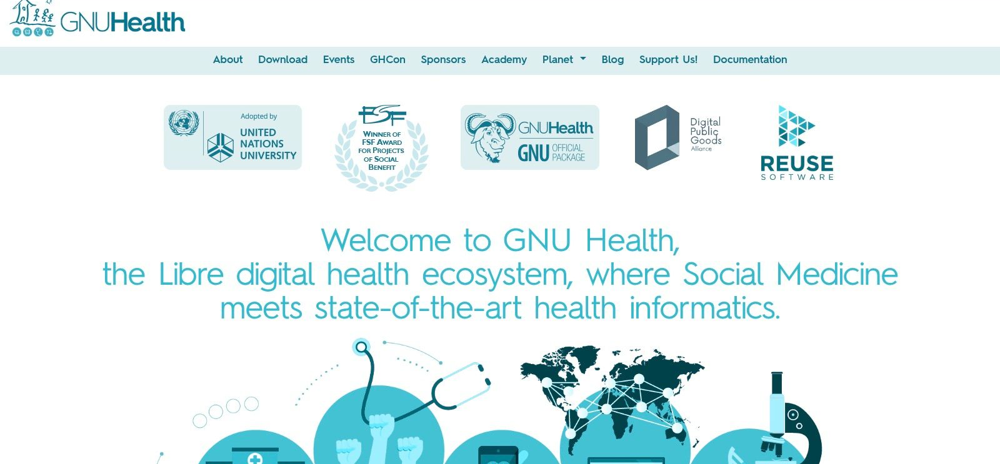 GNUHealth
About Download Events GHCon Sponsors Academy Planet Blog Support Us! Documentation
Adopted by
UNITED
NATIONS
UNIVERSITY
FSF
WINNER OF
FSF AWARD
FOR PROJECTS
OF SOCIAL
BENEFIT
GNUHealth
GNU OFFICIAL
PACKAGE
Digital
Public
Goods
Alliance
REUSE
SOFTWARE
Welcome to GNU Health,
the Libre digital health ecosystem, where Social Medicine
meets state-of-the-art health informatics.